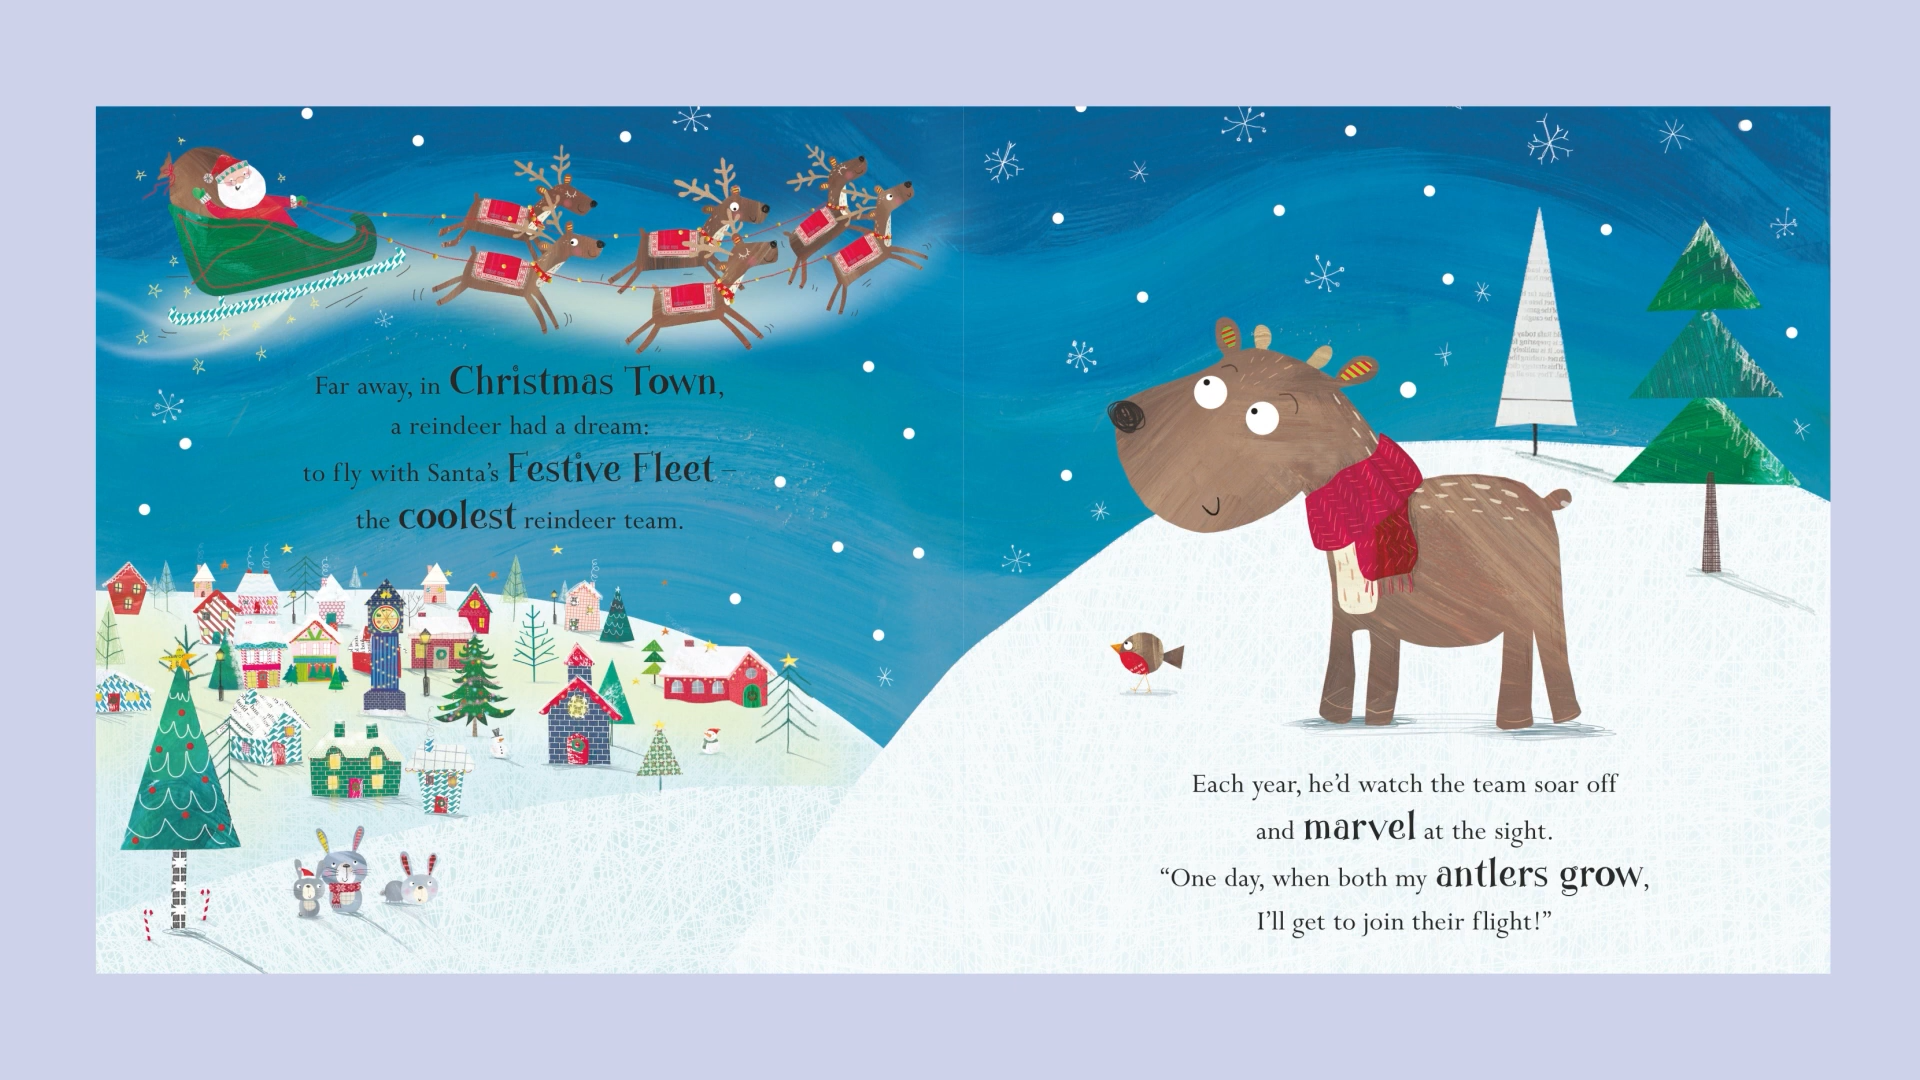 Far away, in Christmas Town,
a reindeer had a dream:
to fly with Santa’s Festive Fleet –
the coolest reindeer team.
Each year, he’d watch the team soar off
and marvel at the sight.
“One day, when both my antlers grow,
I’ll get to join their flight!”